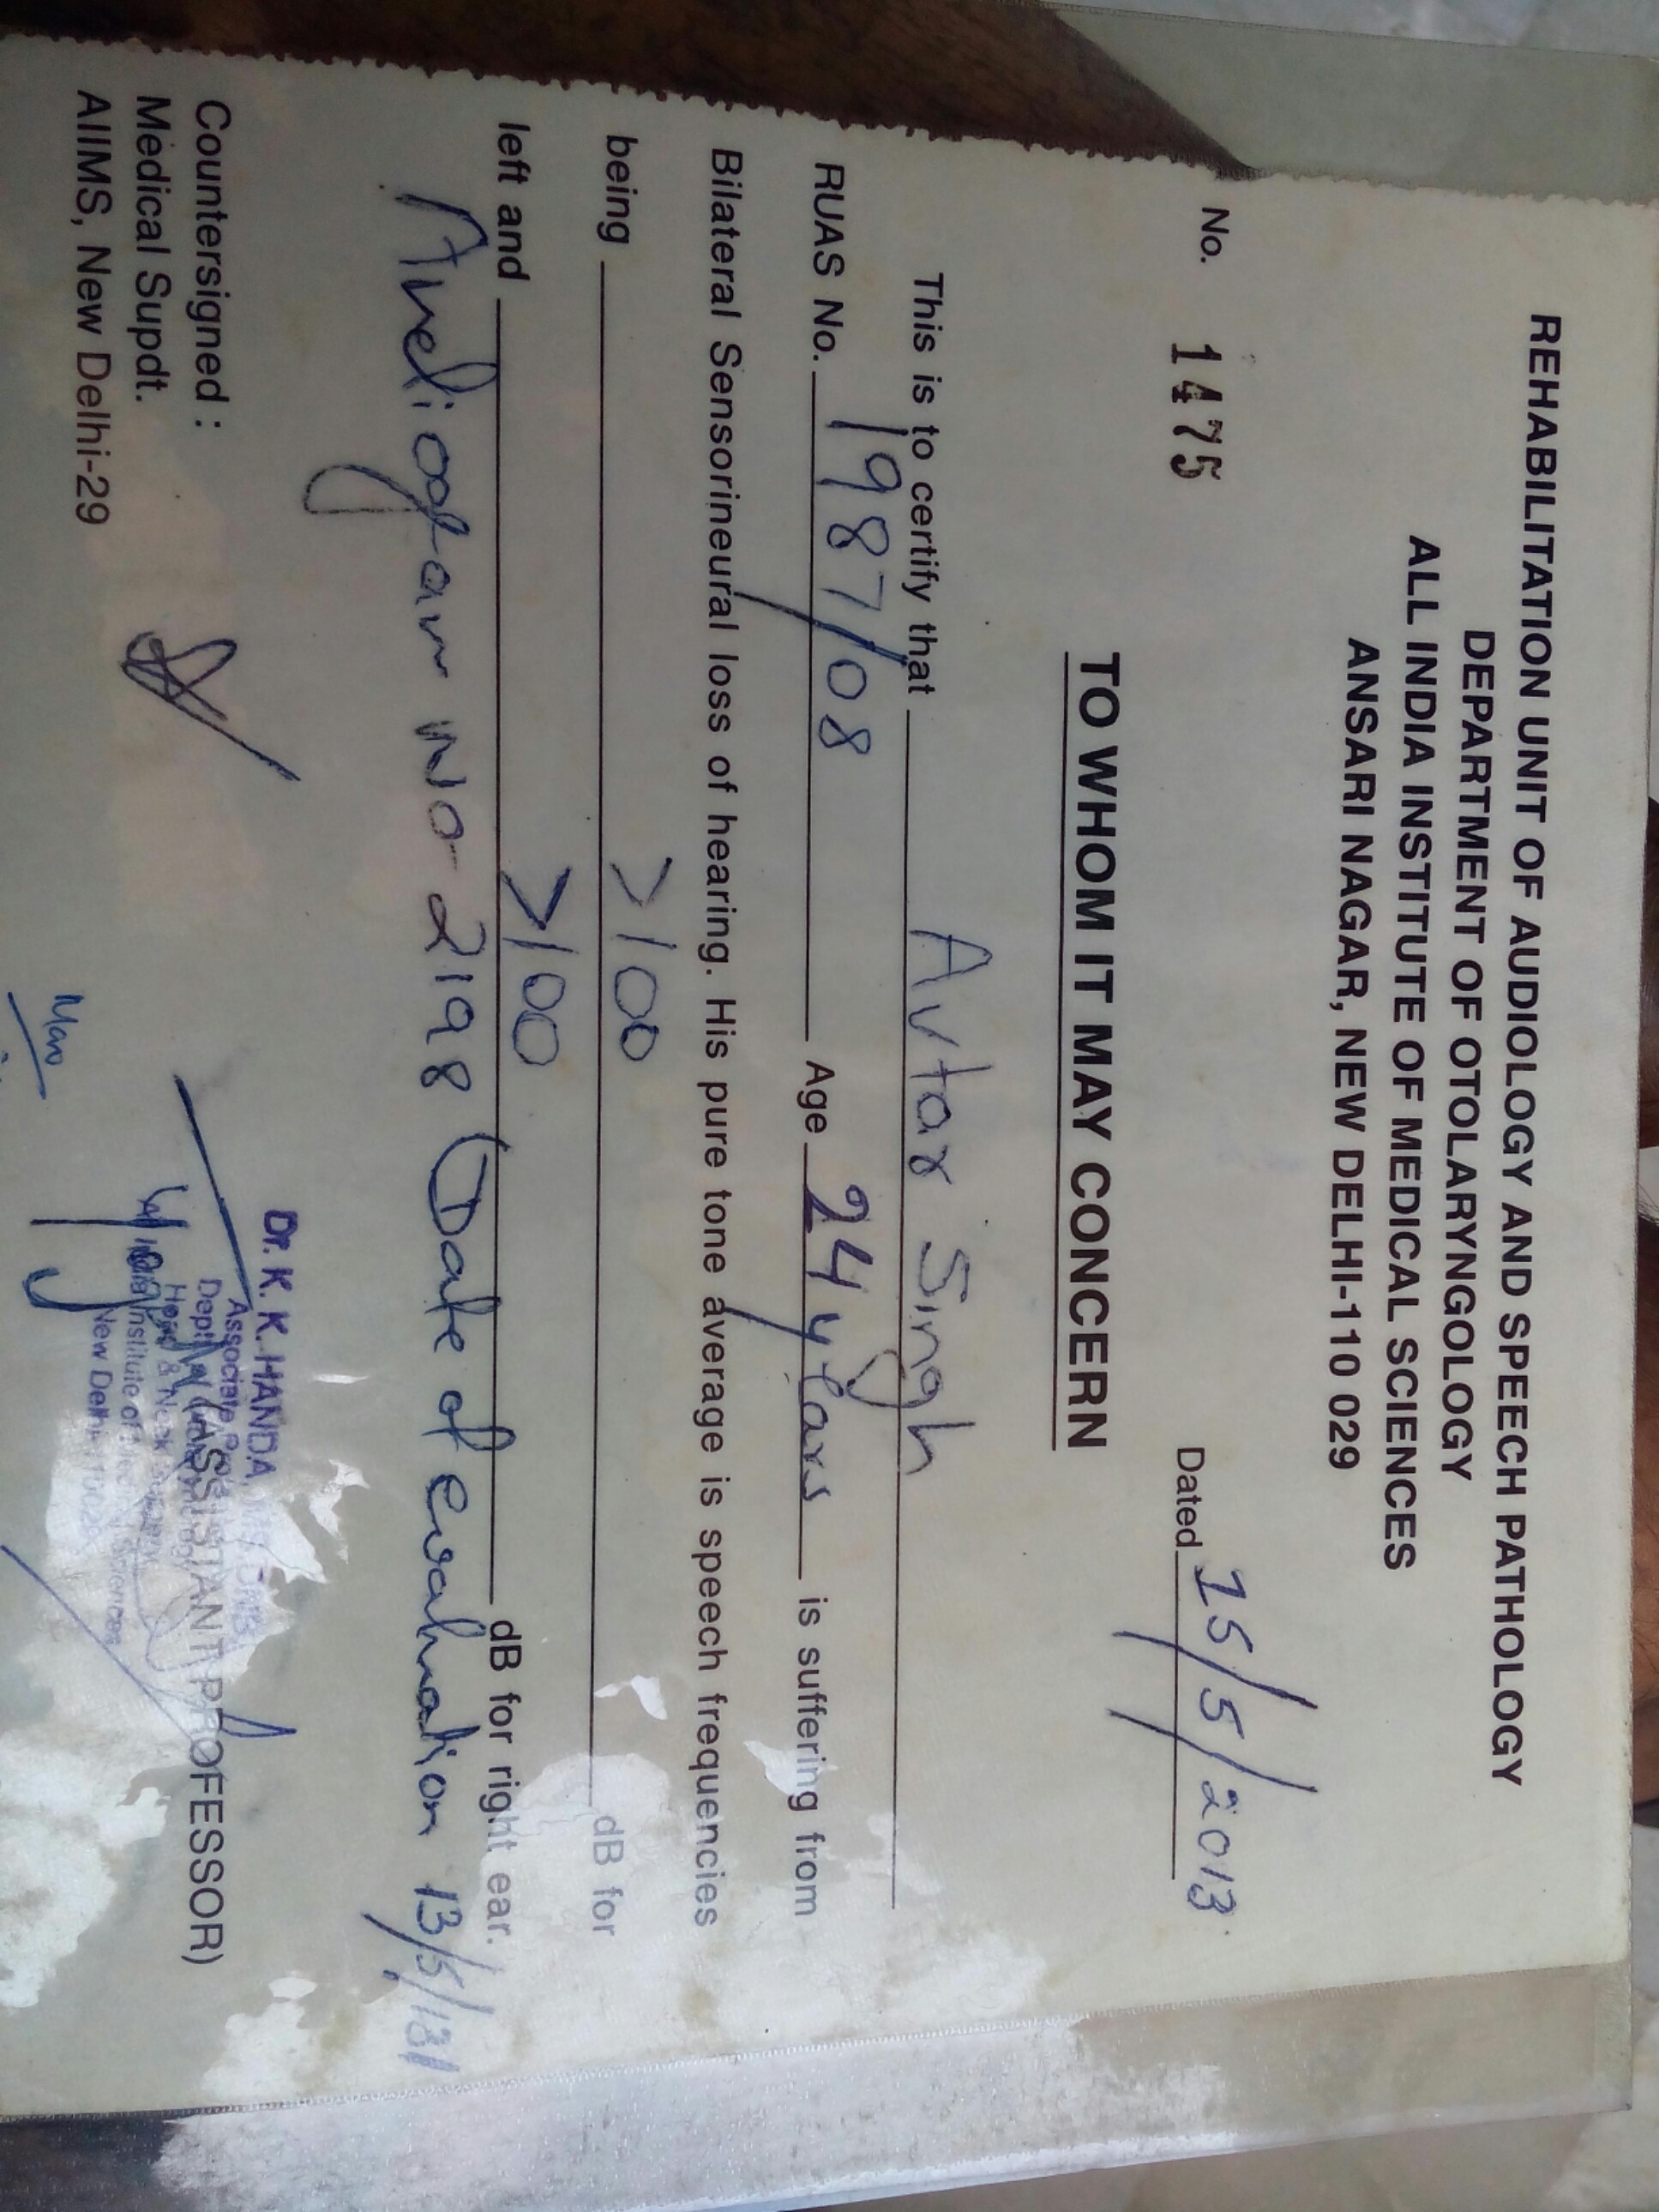 REHABILITATION UNIT OF AUDIOLOGY AND SPEECH PATHOLOGY
DEPARTMENT OF OTOLARYNGOLOGY
ALL INDIA INSTITUTE OF MEDICAL SCIENCES
ANSARI NAGAR, NEW DELHI-110 029
No. 1475 Dated 15/5/2013
TO WHOM IT MAY CONCERN
This is to certify that Avtar Singh
RUAS No. 1987/08 Age 24 years is suffering from
Bilateral Sensorineural loss of hearing. His pure tone average is speech frequencies
being >100 dB for
left and >100 dB for right ear.
Audiogram No 2198 (Date of evaluation 13/5/13)
Dr. K. K. HANDA
Associate
Countersigned : (ASSISTANT PROFESSOR)
Medical Supdt.
AIIMS, New Delhi-29
New Delhi